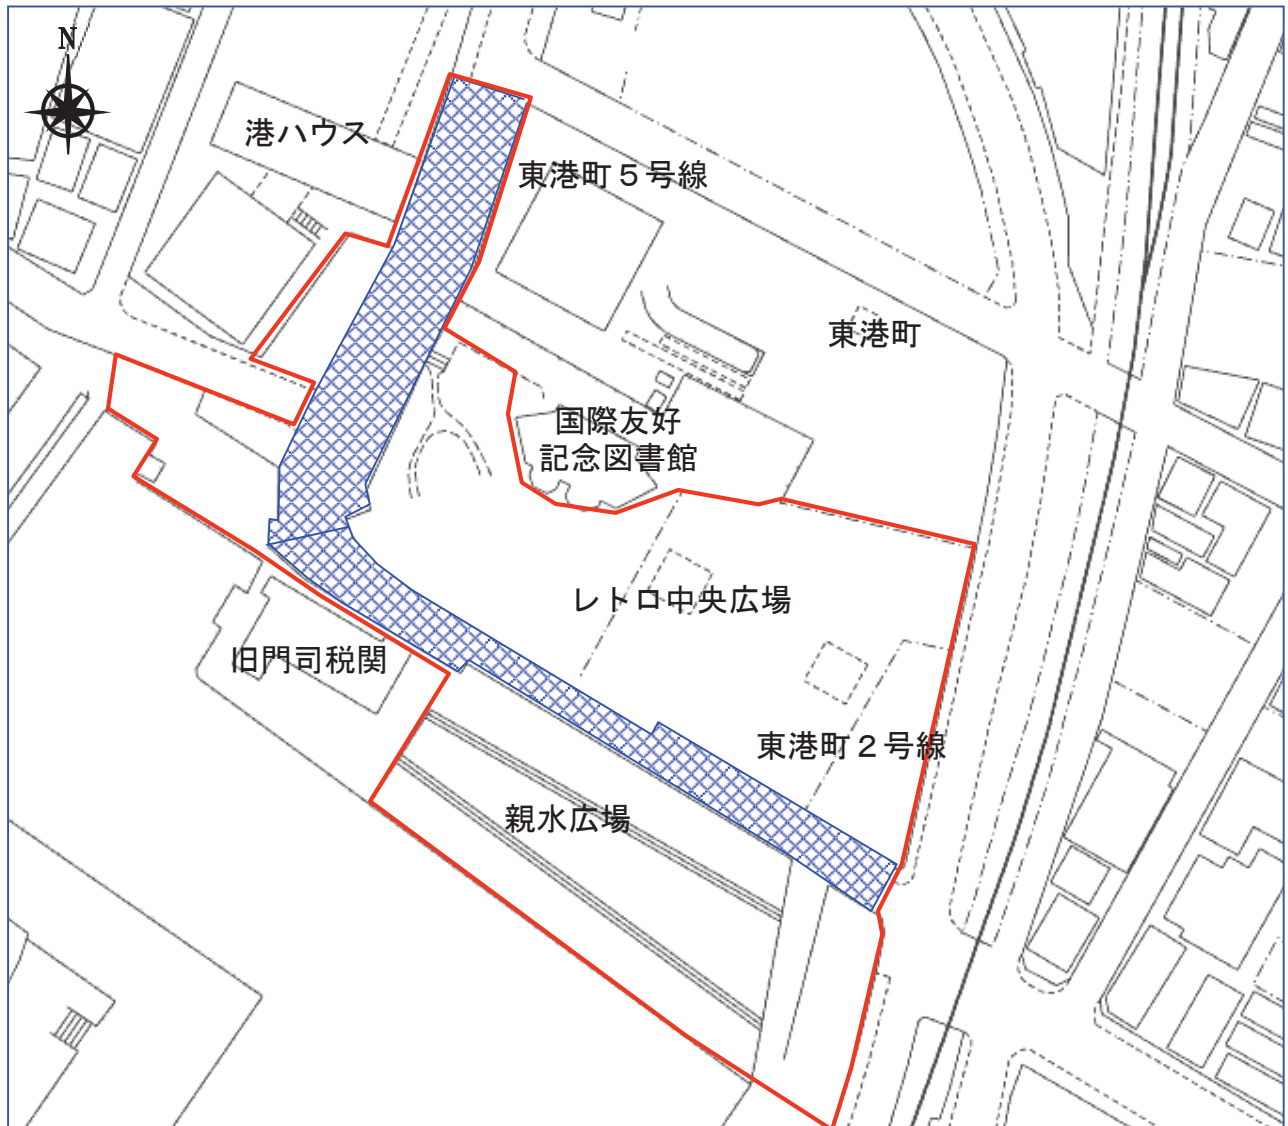 N
港ハウス
東港町５号線
東港町
国際友好
記念図書館
レトロ中央広場
旧門司税関
東港町２号線
親水広場